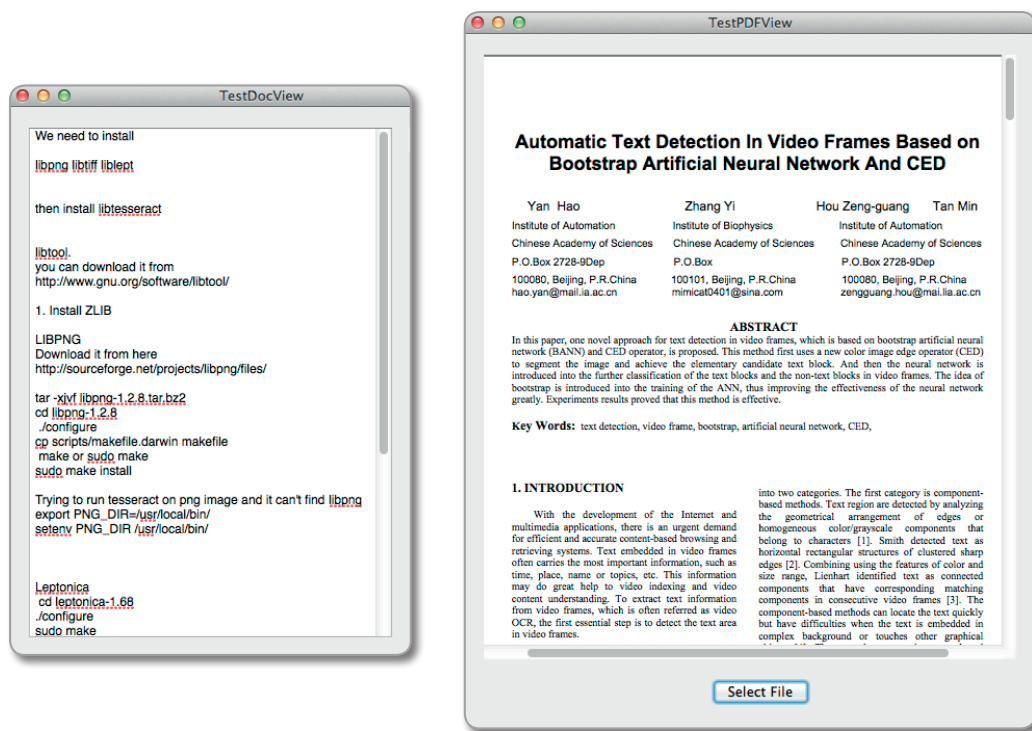 TestDocView
We need to install
libpng libtiff liblept
then install libtesseract
libtool.
you can download it from
http://www.gnu.org/software/libtool/
1. Install ZLIB
LIBPNG
Download it from here
http://sourceforge.net/projects/libpng/files/
tar -xjvf libpng-1.2.8.tar.bz2
cd libpng-1.2.8
./configure
cp scripts/makefile.darwin makefile
make or sudo make
sudo make install
Trying to run tesseract on png image and it can't find libpng
export PNG_DIR=/usr/local/bin/
setenv PNG_DIR /usr/local/bin/
Leptonica
cd leptonica-1.68
./configure
sudo make
TestPDFView
Automatic Text Detection In Video Frames Based on
Bootstrap Artificial Neural Network And CED
Yan Hao Zhang Yi Hou Zeng-guang Tan Min
Institute of Automation Institute of Biophysics Institute of Automation
Chinese Academy of Sciences Chinese Academy of Sciences Chinese Academy of Sciences
P.O.Box 2728-9Dep P.O.Box P.O.Box 2728-9Dep
100080, Beijing, P.R.China 100101, Beijing, P.R.China 100080, Beijing, P.R.China
hao.yan@mail.ia.ac.cn mimicat0401@sina.com zengguang.hou@mai.lia.ac.cn
ABSTRACT
In this paper, one novel approach for text detection in video frames, which is based on bootstrap artificial neural
network (BANN) and CED operator, is proposed. This method first uses a new color image edge operator (CED)
to segment the image and achieve the elementary candidate text block. And then the neural network is
introduced into the further classification of the text blocks and the non-text blocks in video frames. The idea of
bootstrap is introduced into the training of the ANN, thus improving the effectiveness of the neural network
greatly. Experiments results proved that this method is effective.
Key Words: text detection, video frame, bootstrap, artificial neural network, CED,
1. INTRODUCTION
With the development of the Internet and
multimedia applications, there is an urgent demand
for efficient and accurate content-based browsing and
retrieving systems. Text embedded in video frames
often carries the most important information, such as
time, place, name or topics, etc. This information
may do great help to video indexing and video
content understanding. To extract text information
from video frames, which is often referred as video
OCR, the first essential step is to detect the text area
in video frames.
into two categories. The first category is component-
based methods. Text region are detected by analyzing
the geometrical arrangement of edges or
homogeneous color/grayscale components that
belong to characters [1]. Smith detected text as
horizontal rectangular structures of clustered sharp
edges [2]. Combining using the features of color and
size range, Lienhart identified text as connected
components that have corresponding matching
components in consecutive video frames [3]. The
component-based methods can locate the text quickly
but have difficulties when the text is embedded in
complex background or touches other graphical
Select File